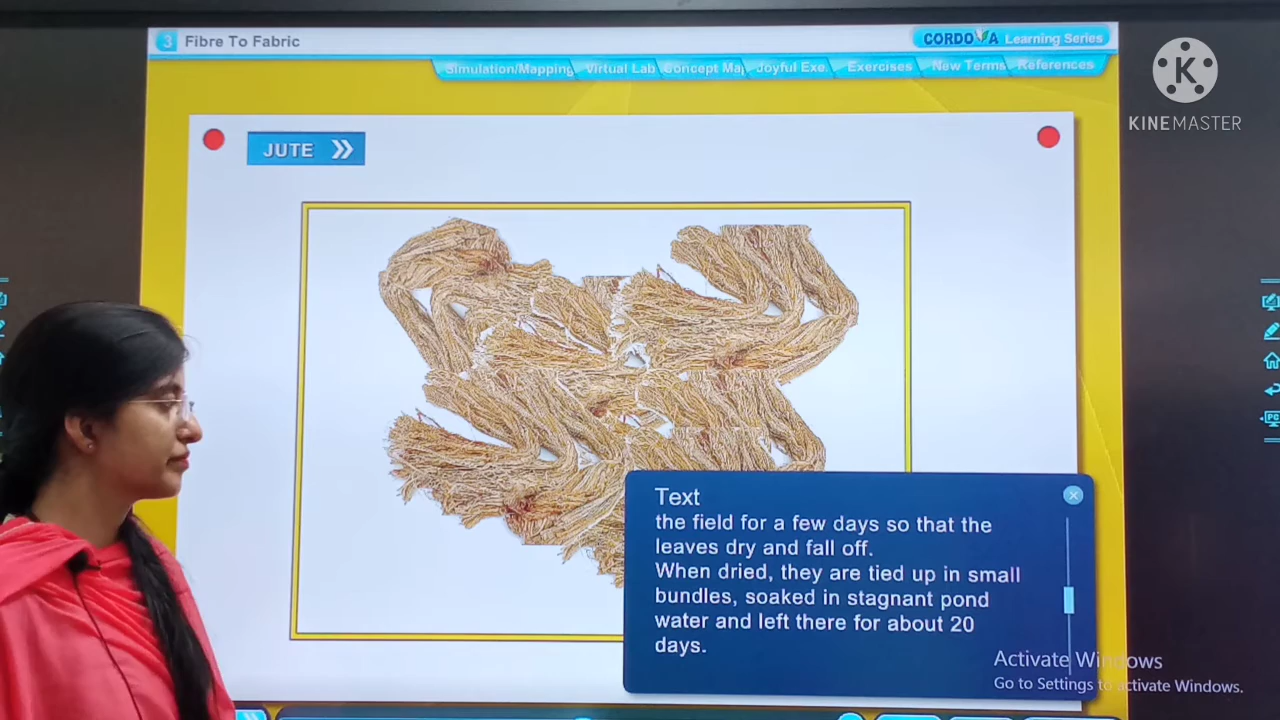 3 Fibre To Fabric
CORDOVA Learning Series
Simulation/Mapping Virtual Lab Concept Map Joyful Exe Exercises New Terms References
K
KINEMASTER
JUTE
Text
the field for a few days so that the
leaves dry and fall off.
When dried, they are tied up in small
bundles, soaked in stagnant pond
water and left there for about 20
days.
PC
Activate Windows
Go to Settings to activate Windows.